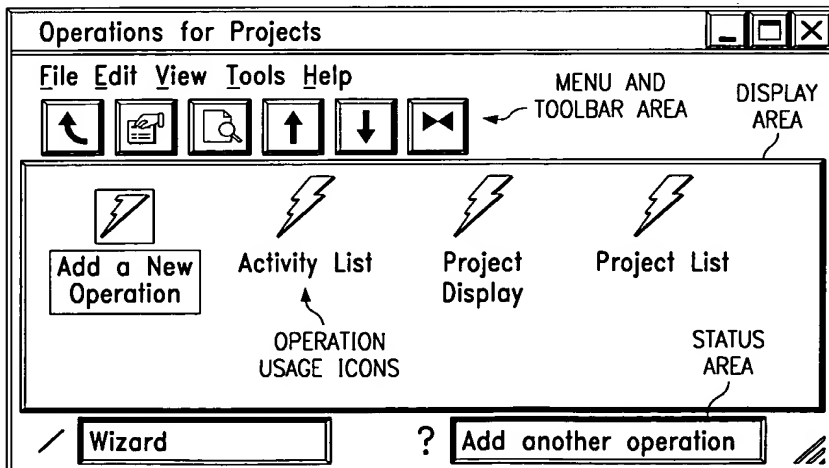 Operations for Projects
File Edit View Tools Help
MENU AND
TOOLBAR AREA
DISPLAY
AREA
Add a New
Operation
Activity List
Project
Display
Project List
OPERATION
USAGE ICONS
STATUS
AREA
Wizard
? Add another operation